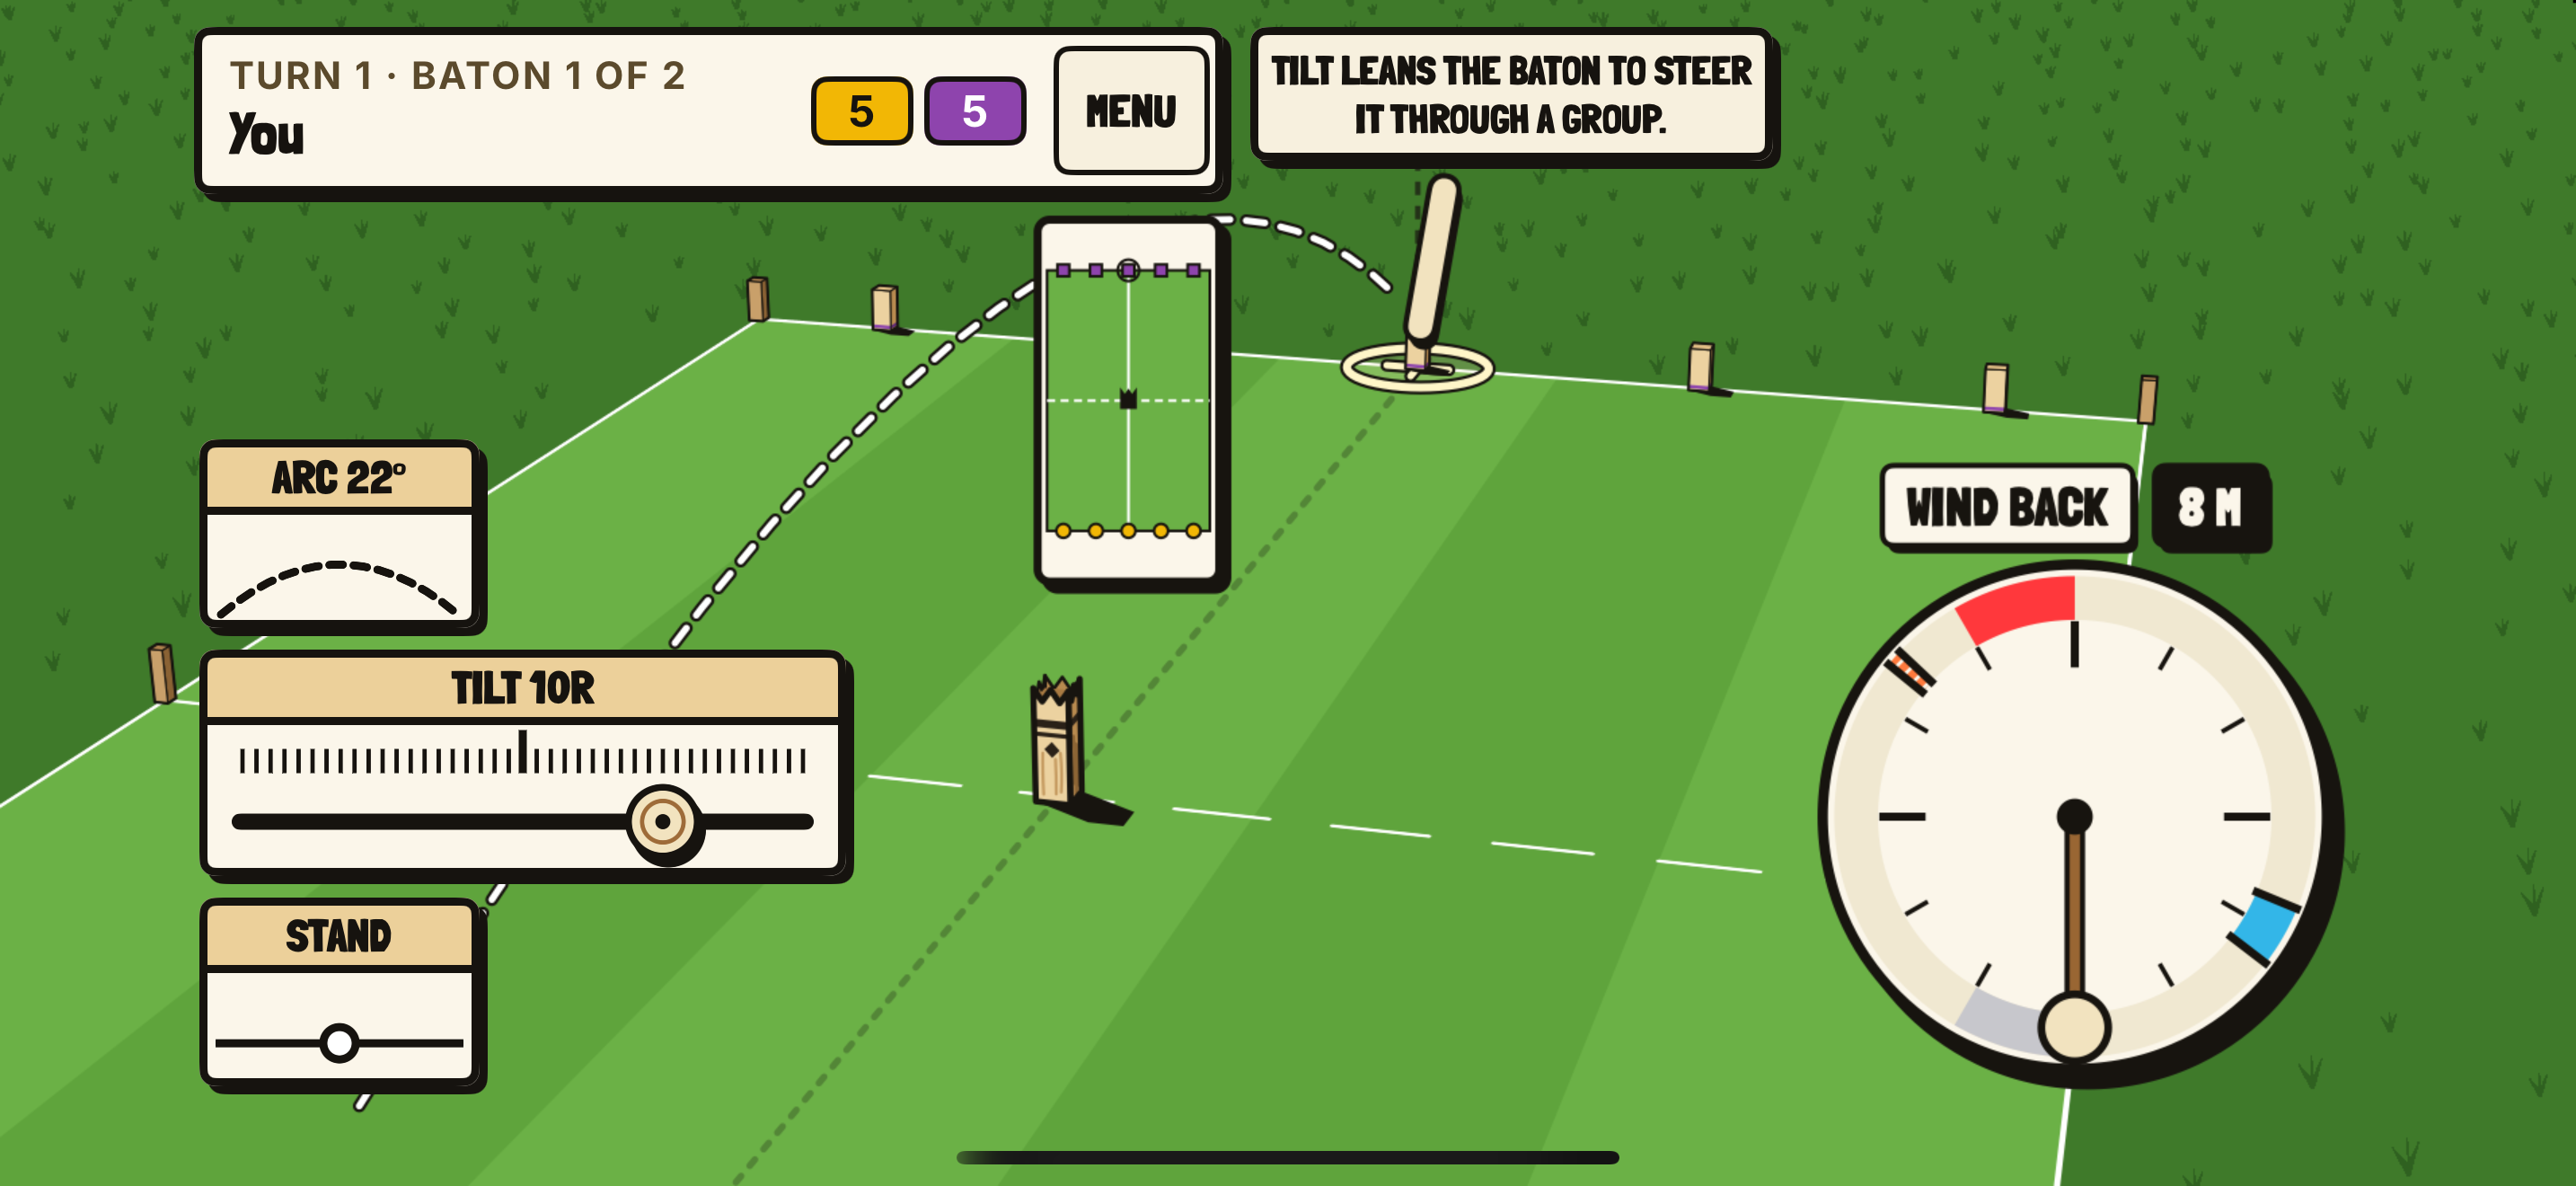 TURN 1 · BATON 1 OF 2
You
5 5
MENU
TILT LEANS THE BATON TO STEER
IT THROUGH A GROUP.
ARC 22°
TILT 10R
STAND
WIND BACK
8 M